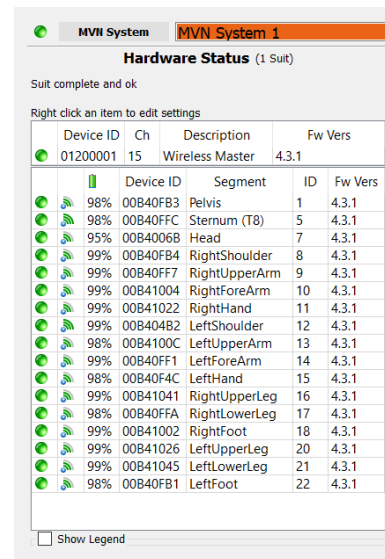 MVN System MVN System 1
Hardware Status (1 Suit)
Suit complete and ok
Right click an item to edit settings
Device ID Ch Description Fw Vers
01200001 15 Wireless Master 4.3.1
Device ID Segment ID Fw Vers
98% 00B40FB3 Pelvis 1 4.3.1
98% 00B40FFC Sternum (T8) 5 4.3.1
95% 00B4006B Head 7 4.3.1
99% 00B40FB4 RightShoulder 8 4.3.1
99% 00B40FF7 RightUpperArm 9 4.3.1
99% 00B41004 RightForeArm 10 4.3.1
99% 00B41022 RightHand 11 4.3.1
99% 00B404B2 LeftShoulder 12 4.3.1
98% 00B4100C LeftUpperArm 13 4.3.1
99% 00B40FF1 LeftForeArm 14 4.3.1
98% 00B40F4C LeftHand 15 4.3.1
99% 00B41041 RightUpperLeg 16 4.3.1
98% 00B40FFA RightLowerLeg 17 4.3.1
99% 00B41002 RightFoot 18 4.3.1
99% 00B41026 LeftUpperLeg 20 4.3.1
99% 00B41045 LeftLowerLeg 21 4.3.1
98% 00B40FB1 LeftFoot 22 4.3.1
Show Legend